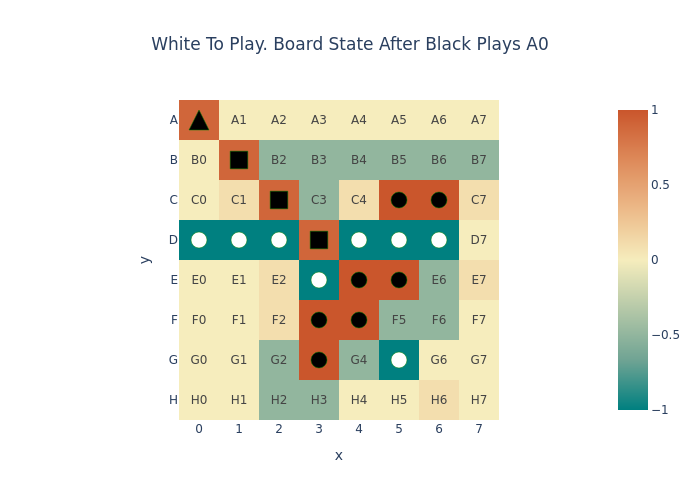 White To Play. Board State After Black Plays A0
A A1 A2 A3 A4 A5 A6 A7
B B0 B2 B3 B4 B5 B6 B7
C C0 C1 C3 C4 C7
D D7
E E0 E1 E2 E6 E7
F F0 F1 F2 F5 F6 F7
G G0 G1 G2 G4 G6 G7
H H0 H1 H2 H3 H4 H5 H6 H7
0 1 2 3 4 5 6 7
x
y
1
0.5
0
−0.5
−1